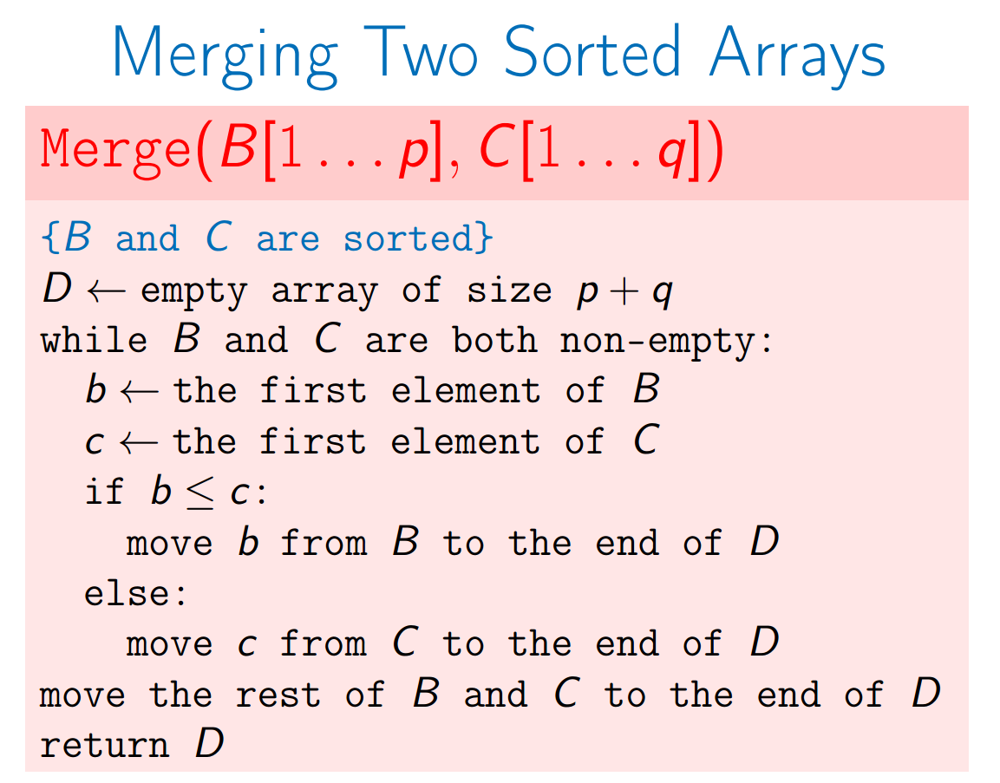 Merging Two Sorted Arrays
Merge(B[1 . . . p], C[1 . . . q])
{B and C are sorted}
D ← empty array of size p + q
while B and C are both non-empty:
b ← the first element of B
c ← the first element of C
if b ≤ c:
move b from B to the end of D
else:
move c from C to the end of D
move the rest of B and C to the end of D
return D